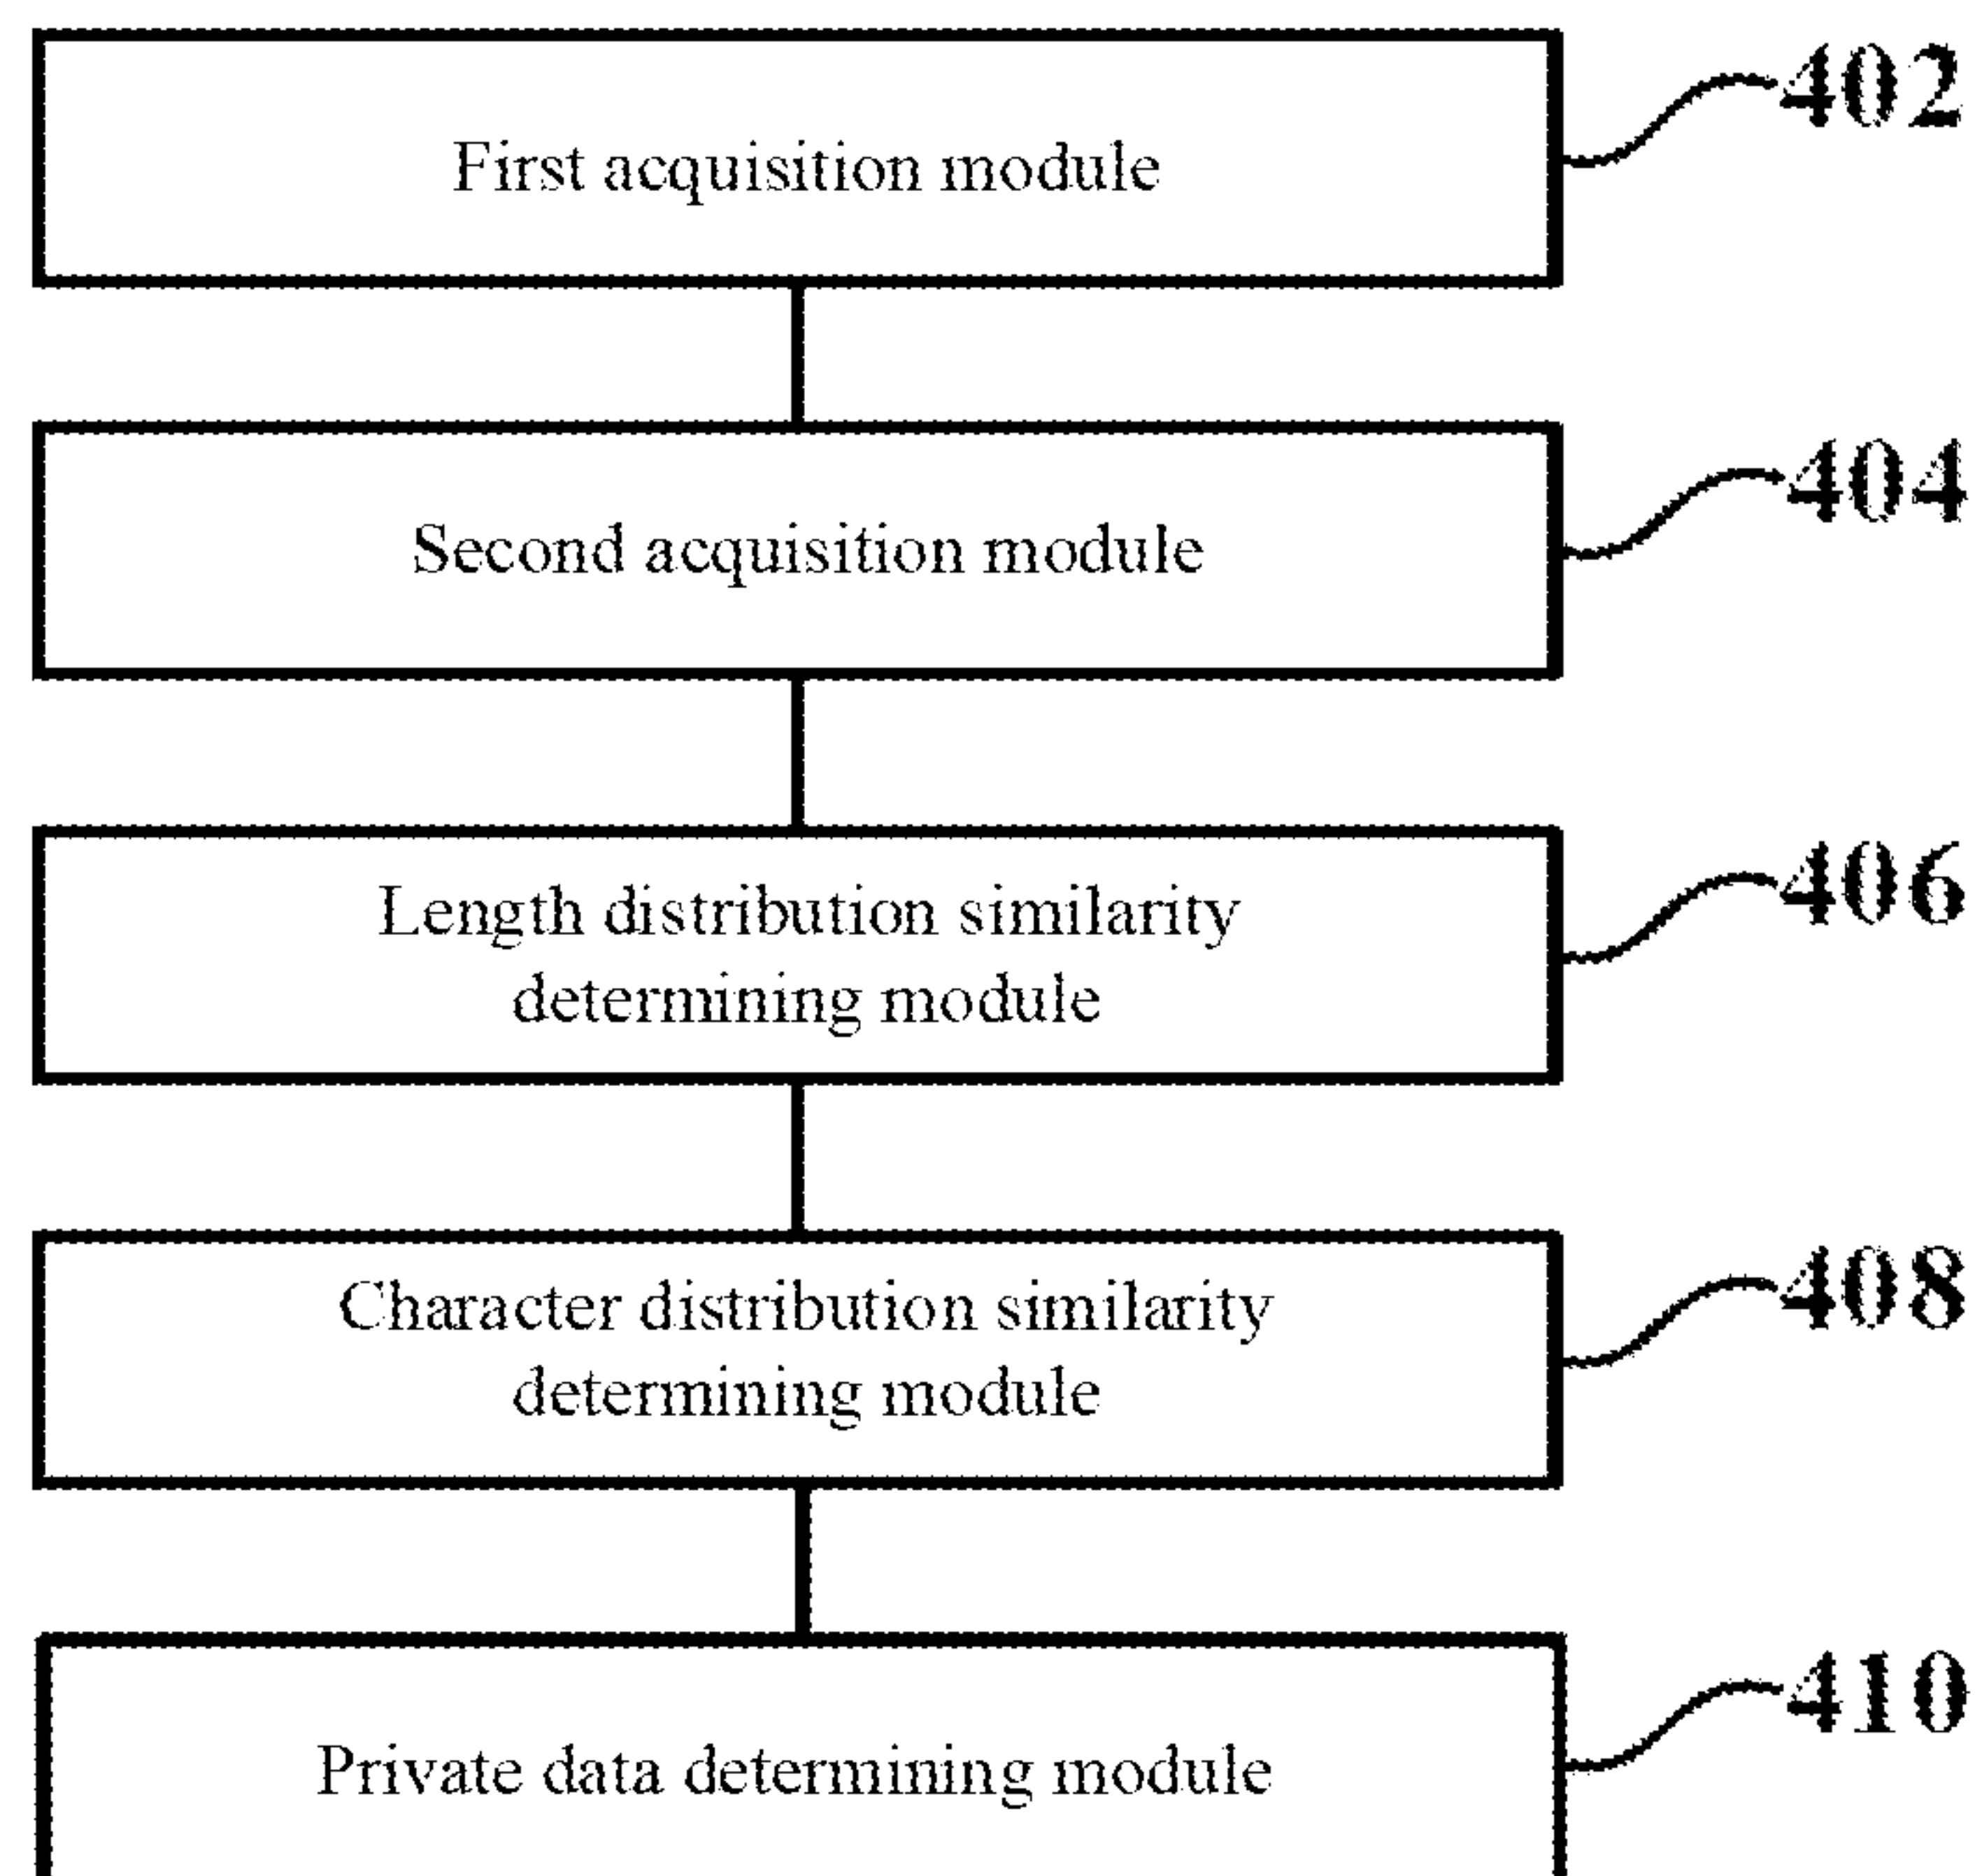 First acquisition module
402
Second acquisition module
404
Length distribution similarity
determining module
406
Character distribution similarity
determining module
408
Private data determining module
410